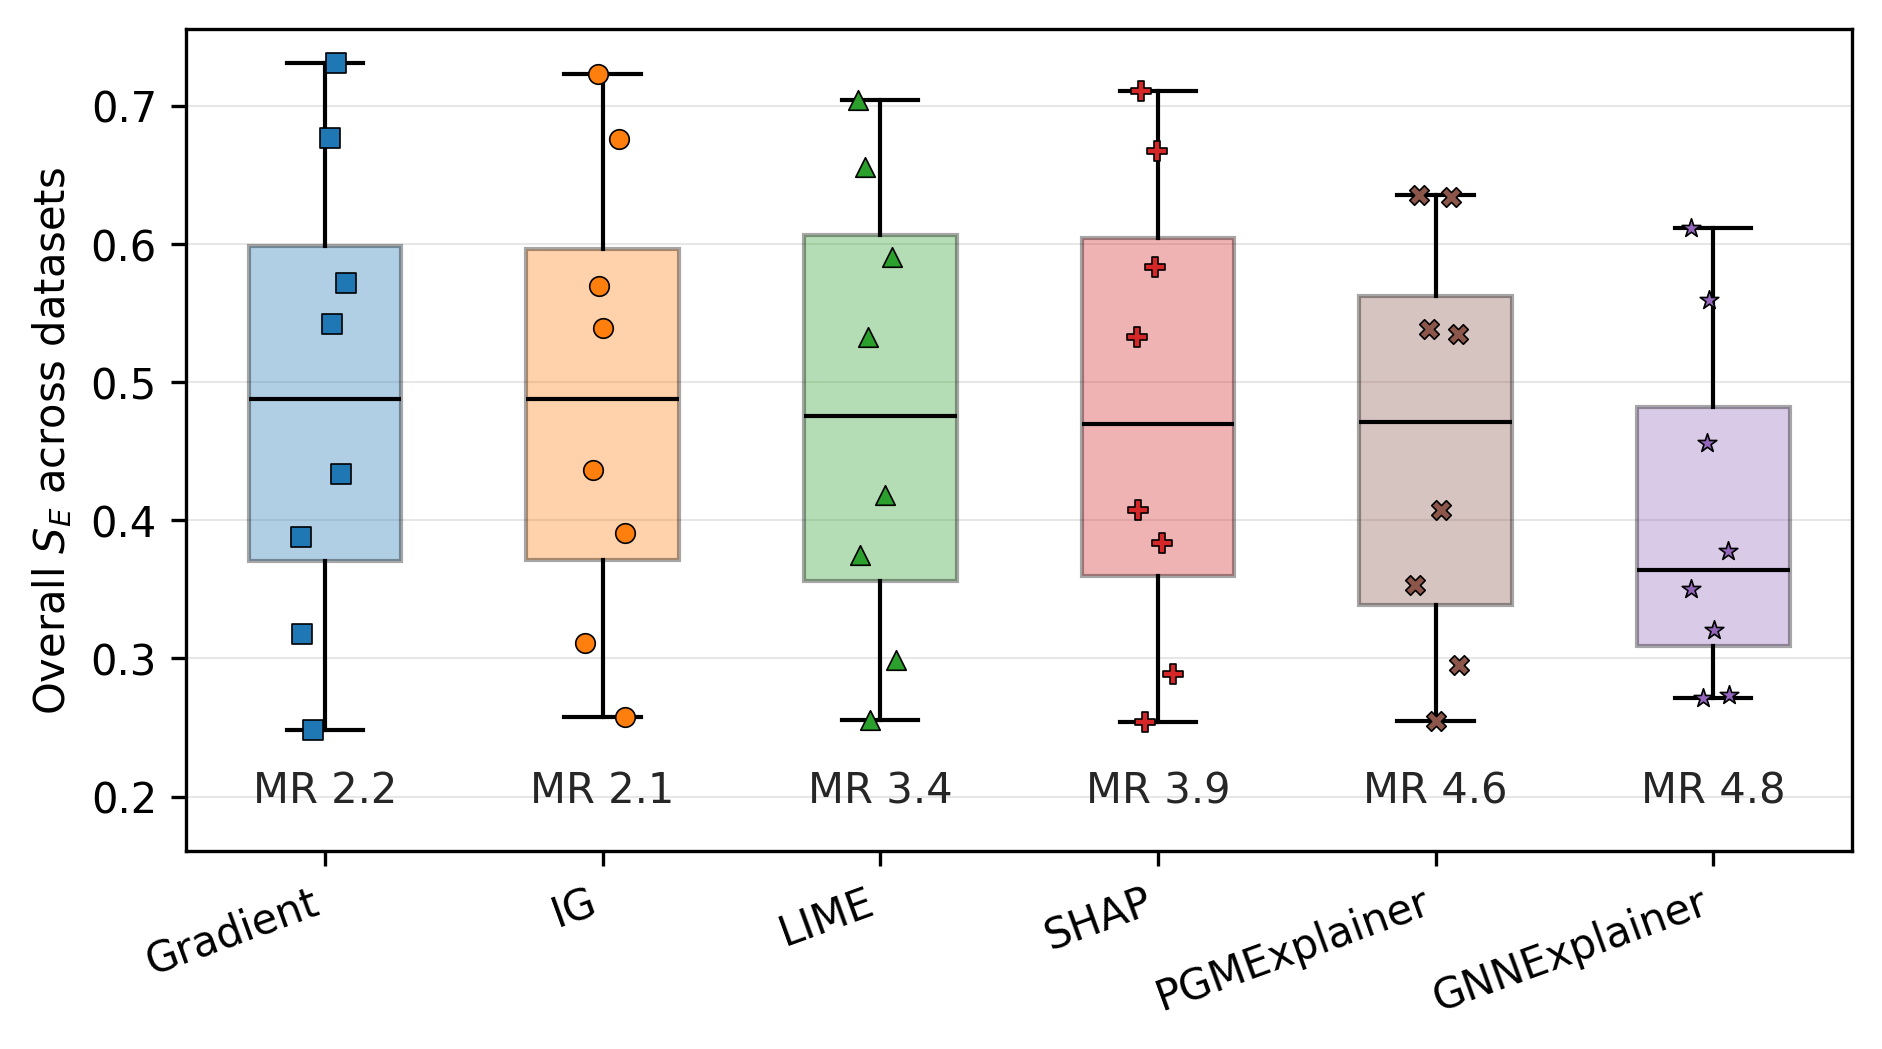 Overall S_E across datasets
0.7
0.6
0.5
0.4
0.3
0.2
MR 2.2
MR 2.1
MR 3.4
MR 3.9
MR 4.6
MR 4.8
Gradient
IG
LIME
SHAP
PGMExplainer
GNNExplainer